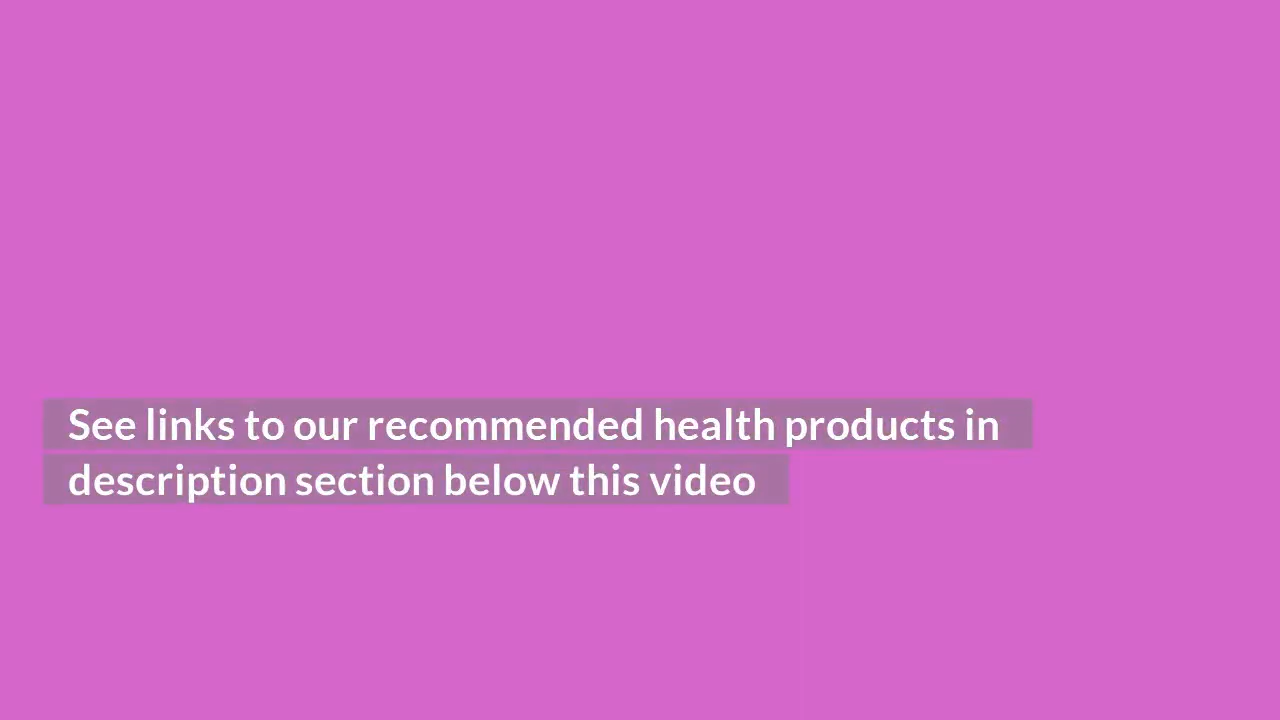 See links to our recommended health products in
description section below this video